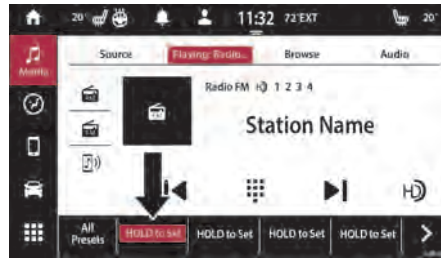 20° 11:32 72°EXT 20°
Media Source Playing: Radio... Browse Audio
Radio FM HD 1 2 3 4
Station Name
HD
All Presets HOLD to Set HOLD to Set HOLD to Set HOLD to Set